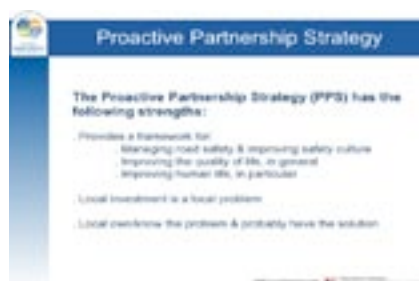 Proactive Partnership Strategy
The Proactive Partnership Strategy (PPS) has the
following strengths:
. Provides a framework for:
. Managing road safety & improving safety culture
. Improving the quality of life, in general
. Improving human life, in particular
. Local investment is a local problem
. Local own/know the problem & probably have the solution